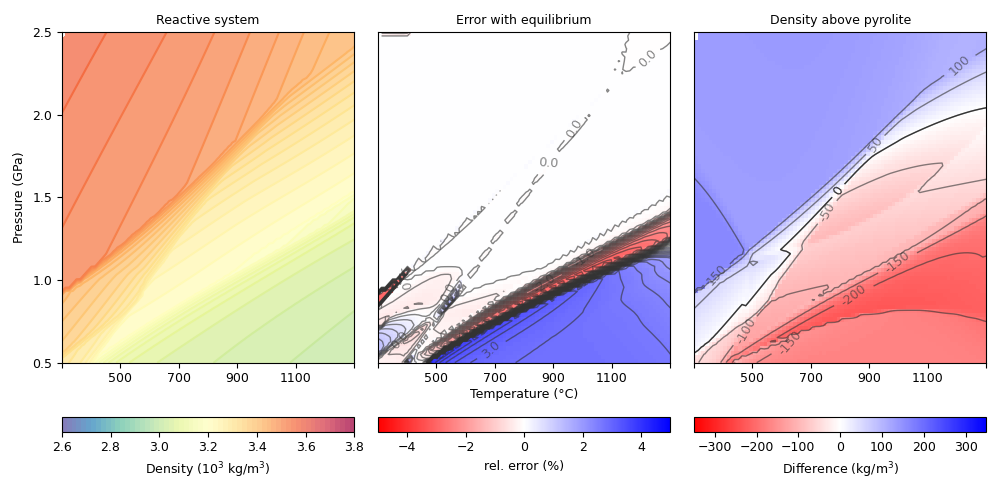 Reactive system
Error with equilibrium
Density above pyrolite
2.5
2.0
1.5
1.0
0.5
Pressure (GPa)
500 700 900 1100
500 700 900 1100
500 700 900 1100
Temperature (°C)
0.0
0.0
0.0
3.0
100
50
0
-50
-150
-150
-200
-100
-150
2.6 2.8 3.0 3.2 3.4 3.6 3.8
Density (10³ kg/m³)
−4 −2 0 2 4
rel. error (%)
−300 −200 −100 0 100 200 300
Difference (kg/m³)